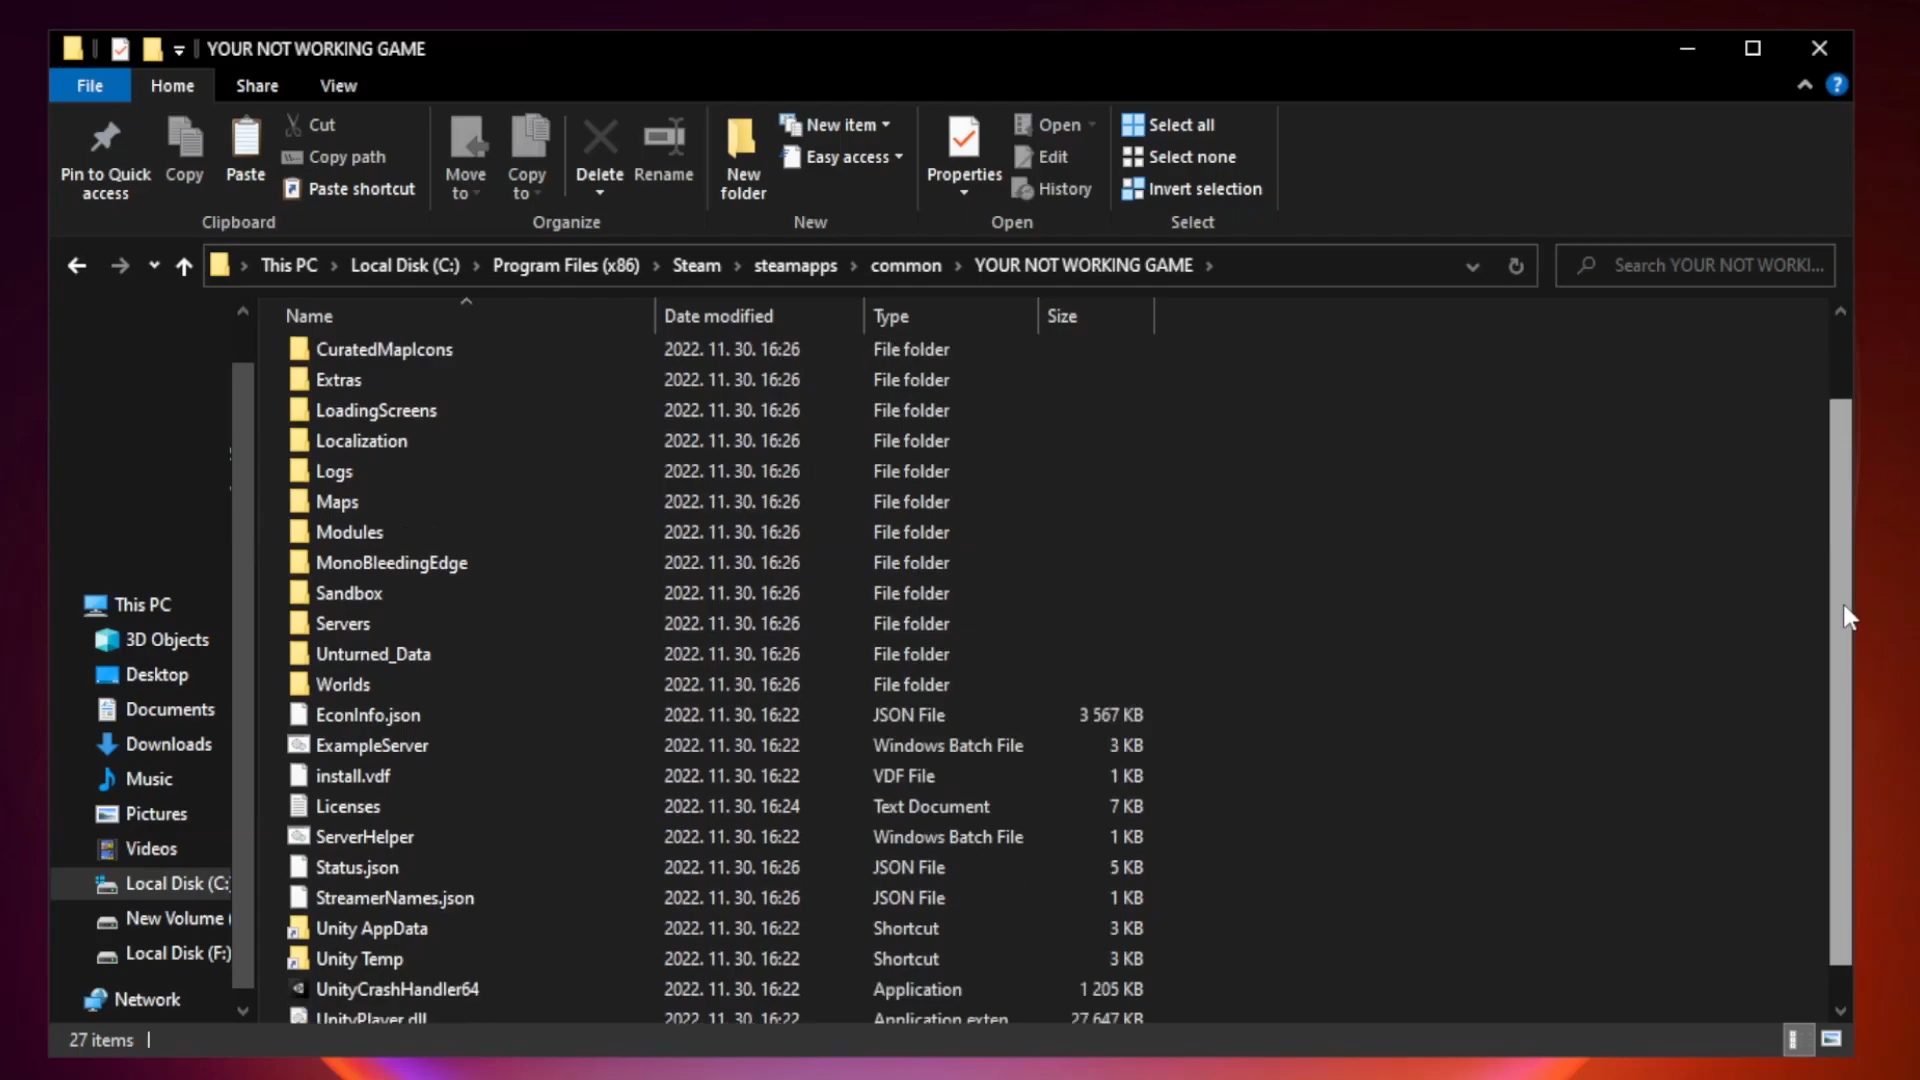 YOUR NOT WORKING GAME
File Home Share View
Pin to Quick access
Copy
Paste
Cut
Copy path
Paste shortcut
Clipboard
Move to
Copy to
Delete
Rename
Organize
New folder
New item
Easy access
New
Properties
Open
Edit
History
Open
Select all
Select none
Invert selection
Select
This PC Local Disk (C:) Program Files (x86) Steam steamapps common YOUR NOT WORKING GAME
Search YOUR NOT WORKI...
This PC
3D Objects
Desktop
Documents
Downloads
Music
Pictures
Videos
Local Disk (C:
New Volume (
Local Disk (F:)
Network
Name Date modified Type Size
CuratedMapIcons 2022. 11. 30. 16:26 File folder
Extras 2022. 11. 30. 16:26 File folder
LoadingScreens 2022. 11. 30. 16:26 File folder
Localization 2022. 11. 30. 16:26 File folder
Logs 2022. 11. 30. 16:26 File folder
Maps 2022. 11. 30. 16:26 File folder
Modules 2022. 11. 30. 16:26 File folder
MonoBleedingEdge 2022. 11. 30. 16:26 File folder
Sandbox 2022. 11. 30. 16:26 File folder
Servers 2022. 11. 30. 16:26 File folder
Unturned_Data 2022. 11. 30. 16:26 File folder
Worlds 2022. 11. 30. 16:26 File folder
EconInfo.json 2022. 11. 30. 16:22 JSON File 3 567 KB
ExampleServer 2022. 11. 30. 16:22 Windows Batch File 3 KB
install.vdf 2022. 11. 30. 16:22 VDF File 1 KB
Licenses 2022. 11. 30. 16:24 Text Document 7 KB
ServerHelper 2022. 11. 30. 16:22 Windows Batch File 1 KB
Status.json 2022. 11. 30. 16:26 JSON File 5 KB
StreamerNames.json 2022. 11. 30. 16:22 JSON File 1 KB
Unity AppData 2022. 11. 30. 16:22 Shortcut 3 KB
Unity Temp 2022. 11. 30. 16:22 Shortcut 3 KB
UnityCrashHandler64 2022. 11. 30. 16:22 Application 1 205 KB
UnityPlayer.dll 2022. 11. 30. 16:22 Application exten 27 647 KB
27 items